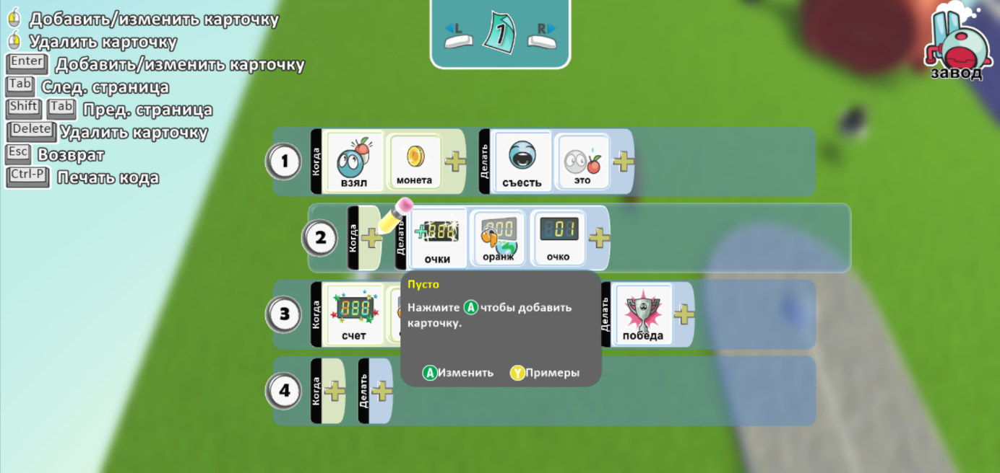 Добавить/изменить карточку
Удалить карточку
Enter Добавить/изменить карточку
Tab След. страница
Shift Tab Пред. страница
Delete Удалить карточку
Esc Возврат
Ctrl-P Печать кода
L 1 R
завод
1 Когда взял монета Делать съесть это
2 Когда Делать очки оранж очко
Пусто
Нажмите A чтобы добавить
карточку.
A Изменить Y Примеры
3 Когда счет Делать победа
4 Когда Делать